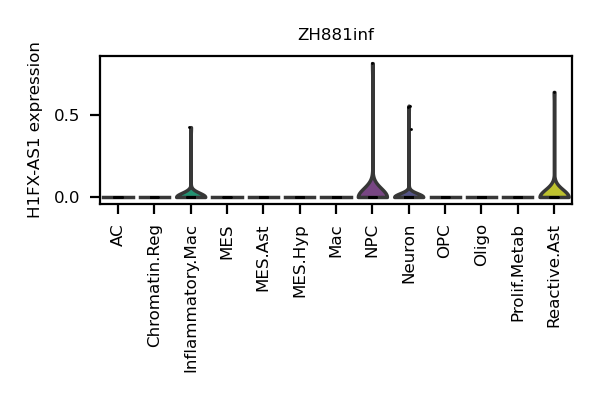 ZH881inf
H1FX-AS1 expression
0.5
0.0
AC
Chromatin.Reg
Inflammatory.Mac
MES
MES.Ast
MES.Hyp
Mac
NPC
Neuron
OPC
Oligo
Prolif.Metab
Reactive.Ast